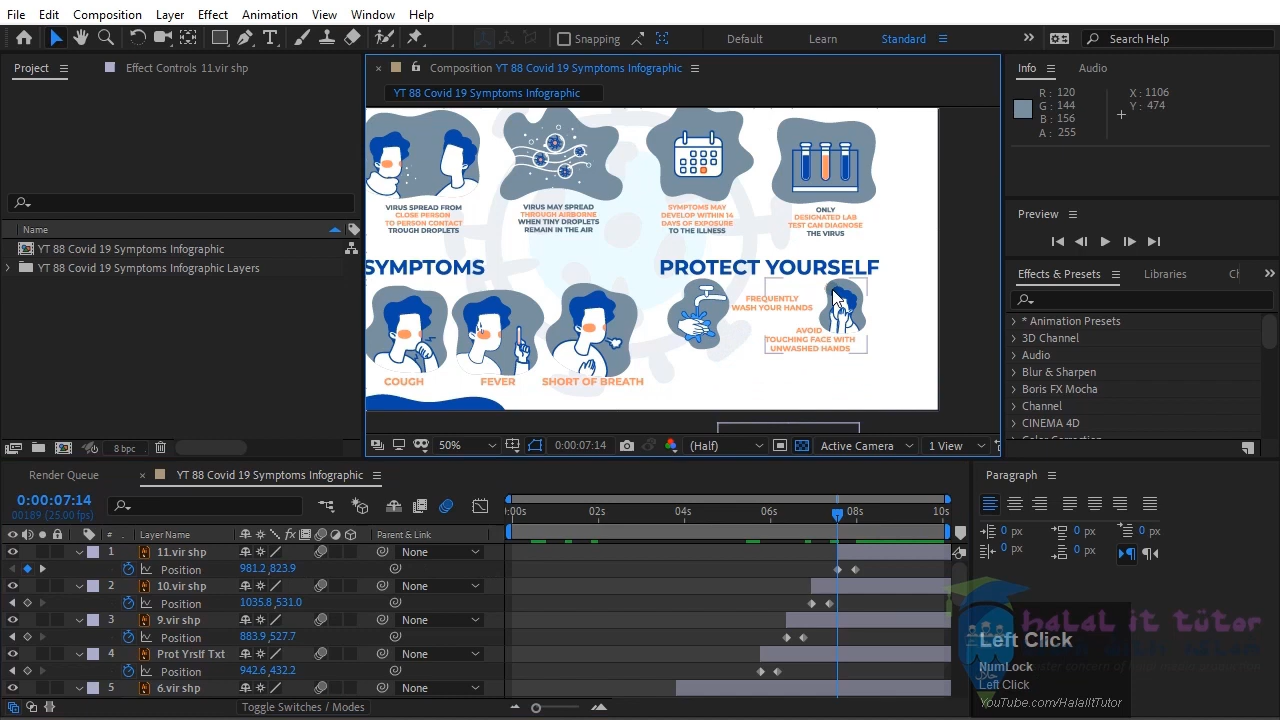 File Edit Composition Layer Effect Animation View Window Help
Snapping
Default Learn Standard
Search Help
Project
Effect Controls 11.vir shp
Name
YT 88 Covid 19 Symptoms Infographic
YT 88 Covid 19 Symptoms Infographic Layers
8 bpc
Composition YT 88 Covid 19 Symptoms Infographic
YT 88 Covid 19 Symptoms Infographic
VIRUS SPREAD FROM
CLOSE PERSON
TO PERSON CONTACT
TROUGH DROPLETS
VIRUS MAY SPREAD
THROUGH AIRBORNE
WHEN TINY DROPLETS
REMAIN IN THE AIR
SYMPTOMS MAY
DEVELOP WITHIN 14
DAYS OF EXPOSURE
TO THE ILLNESS
ONLY
DESIGNATED LAB
TEST CAN DIAGNOSE
THE VIRUS
SYMPTOMS
PROTECT YOURSELF
FREQUENTLY
WASH YOUR HANDS
AVOID
TOUCHING FACE WITH
UNWASHED HANDS
COUGH
FEVER
SHORT OF BREATH
50%
0:00:07:14
(Half)
Active Camera
1 View
Info Audio
R: 120
G: 144
B: 156
A: 255
X: 1106
Y: 474
Preview
Effects & Presets Libraries
* Animation Presets
3D Channel
Audio
Blur & Sharpen
Boris FX Mocha
Channel
CINEMA 4D
Render Queue
YT 88 Covid 19 Symptoms Infographic
0:00:07:14
00189 (25.00 fps)
# Layer Name Parent & Link
:00s 02s 04s 06s 08s 10s
1 11.vir shp None
Position 981.2,823.9
2 10.vir shp None
Position 1035.8,531.0
3 9.vir shp None
Position 883.9,527.7
4 Prot Yrslf Txt None
Position 942.6,432.2
5 6.vir shp None
Toggle Switches / Modes
Paragraph
0 px 0 px 0 px
0 px 0 px
halal it tütor
Left Click
NumLock
Left Click
YouTube.com/HalalItTutor